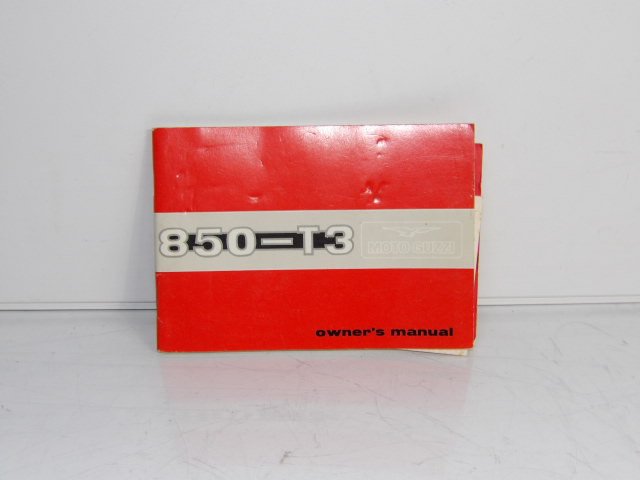 850-T3
MOTO GUZZI
owner's manual